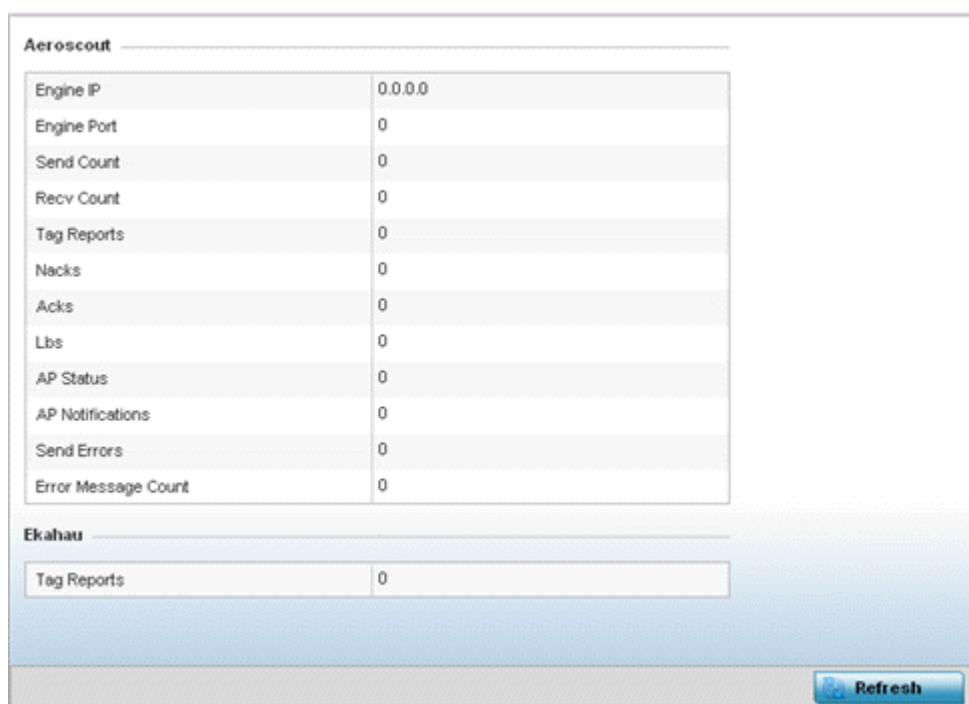 Aeroscout
Engine IP 0.0.0.0
Engine Port 0
Send Count 0
Recv Count 0
Tag Reports 0
Nacks 0
Acks 0
Lbs 0
AP Status 0
AP Notifications 0
Send Errors 0
Error Message Count 0
Ekahau
Tag Reports 0
Refresh